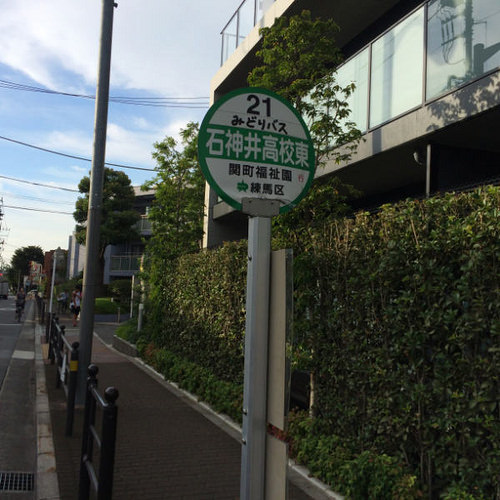 21
みどりバス
石神井高校東
関町福祉園
練馬区